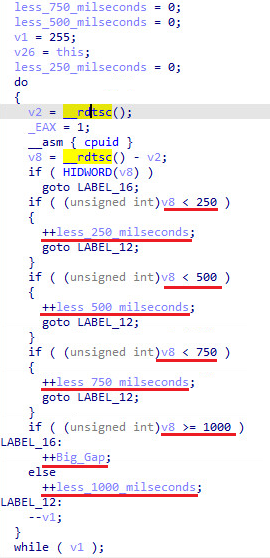 less_750_milseconds = 0;
less_500_milseconds = 0;
v1 = 255;
v26 = this;
less_250_milseconds = 0;
do
{
v2 = __rdtsc();
_EAX = 1;
__asm { cpuid }
v8 = __rdtsc() - v2;
if ( HIDWORD(v8) )
goto LABEL_16;
if ( (unsigned int)v8 < 250 )
{
++less_250_milseconds;
goto LABEL_12;
}
if ( (unsigned int)v8 < 500 )
{
++less_500_milseconds;
goto LABEL_12;
}
if ( (unsigned int)v8 < 750 )
{
++less_750_milseconds;
goto LABEL_12;
}
if ( (unsigned int)v8 >= 1000 )
LABEL_16:
++Big_Gap;
else
++less_1000_milseconds;
LABEL_12:
--v1;
}
while ( v1 );